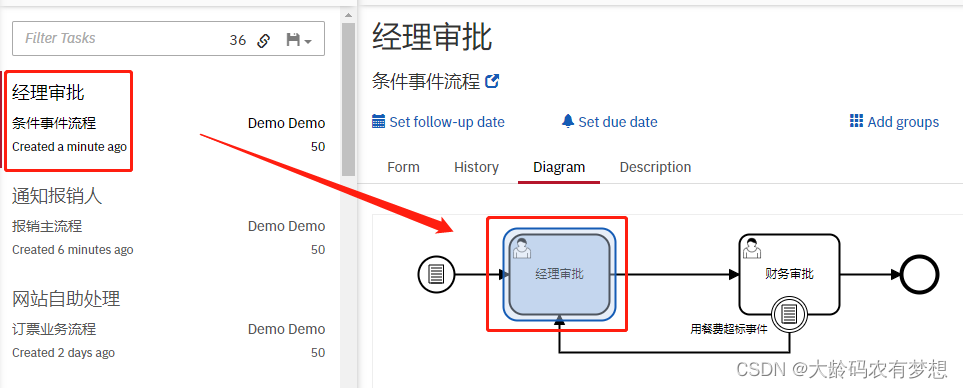 Filter Tasks
36
经理审批
条件事件流程
Demo Demo
Created a minute ago
50
通知报销人
报销主流程
Demo Demo
Created 6 minutes ago
50
网站自助处理
订票业务流程
Demo Demo
Created 2 days ago
50
经理审批
条件事件流程
Set follow-up date
Set due date
Add groups
Form
History
Diagram
Description
经理审批
财务审批
用餐费超标事件
CSDN @大龄码农有梦想